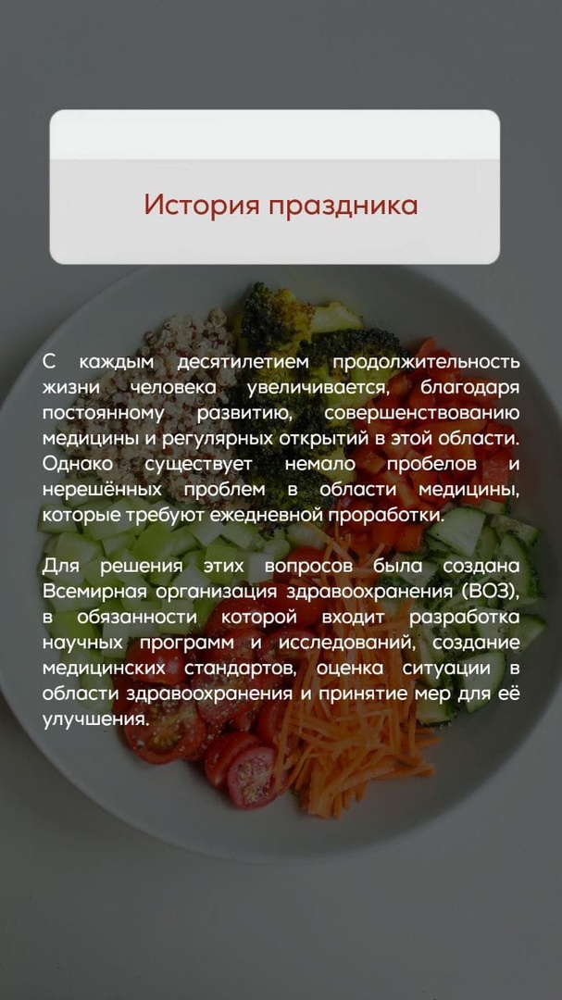 История праздника
С каждым десятилетием продолжительность
жизни человека увеличивается, благодаря
постоянному развитию, совершенствованию
медицины и регулярных открытий в этой области.
Однако существует немало пробелов и
нерешённых проблем в области медицины,
которые требуют ежедневной проработки.
Для решения этих вопросов была создана
Всемирная организация здравоохранения (ВОЗ),
в обязанности которой входит разработка
научных программ и исследований, создание
медицинских стандартов, оценка ситуации в
области здравоохранения и принятие мер для её
улучшения.